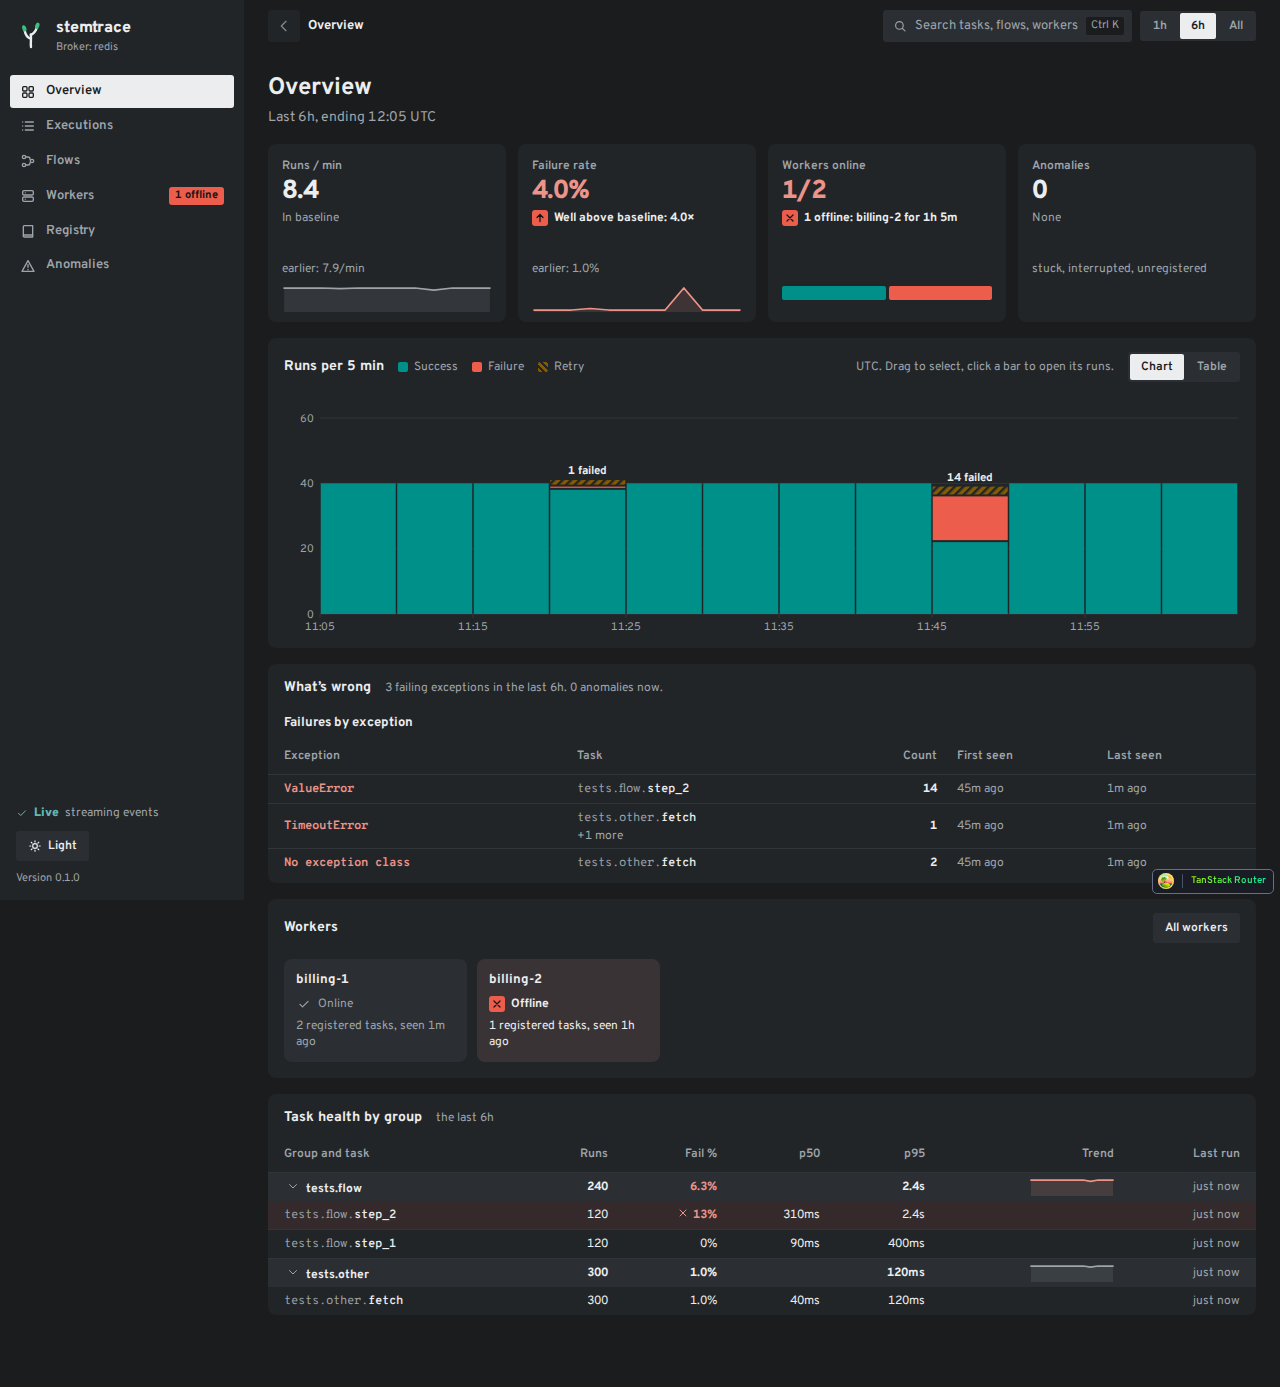 stemtrace
Broker: redis
Overview
Executions
Flows
Workers
1 offline
Registry
Anomalies
Live streaming events
Light
Version 0.1.0
Overview
Search tasks, flows, workers Ctrl K
1h 6h All
Overview
Last 6h, ending 12:05 UTC
Runs / min
8.4
In baseline
earlier: 7.9/min
Failure rate
4.0%
Well above baseline: 4.0×
earlier: 1.0%
Workers online
1/2
1 offline: billing-2 for 1h 5m
Anomalies
0
None
stuck, interrupted, unregistered
Runs per 5 min Success Failure Retry
UTC. Drag to select, click a bar to open its runs. Chart Table
60
40
20
0
1 failed
14 failed
11:05 11:15 11:25 11:35 11:45 11:55
What's wrong 3 failing exceptions in the last 6h. 0 anomalies now.
Failures by exception
Exception Task Count First seen Last seen
ValueError tests.flow.step_2 14 45m ago 1m ago
TimeoutError tests.other.fetch +1 more 1 45m ago 1m ago
No exception class tests.other.fetch 2 45m ago 1m ago
TanStack Router
Workers All workers
billing-1
Online
2 registered tasks, seen 1m
ago
billing-2
Offline
1 registered tasks, seen 1h
ago
Task health by group the last 6h
Group and task Runs Fail % p50 p95 Trend Last run
tests.flow 240 6.3% 2.4s just now
tests.flow.step_2 120 13% 310ms 2.4s just now
tests.flow.step_1 120 0% 90ms 400ms just now
tests.other 300 1.0% 120ms just now
tests.other.fetch 300 1.0% 40ms 120ms just now